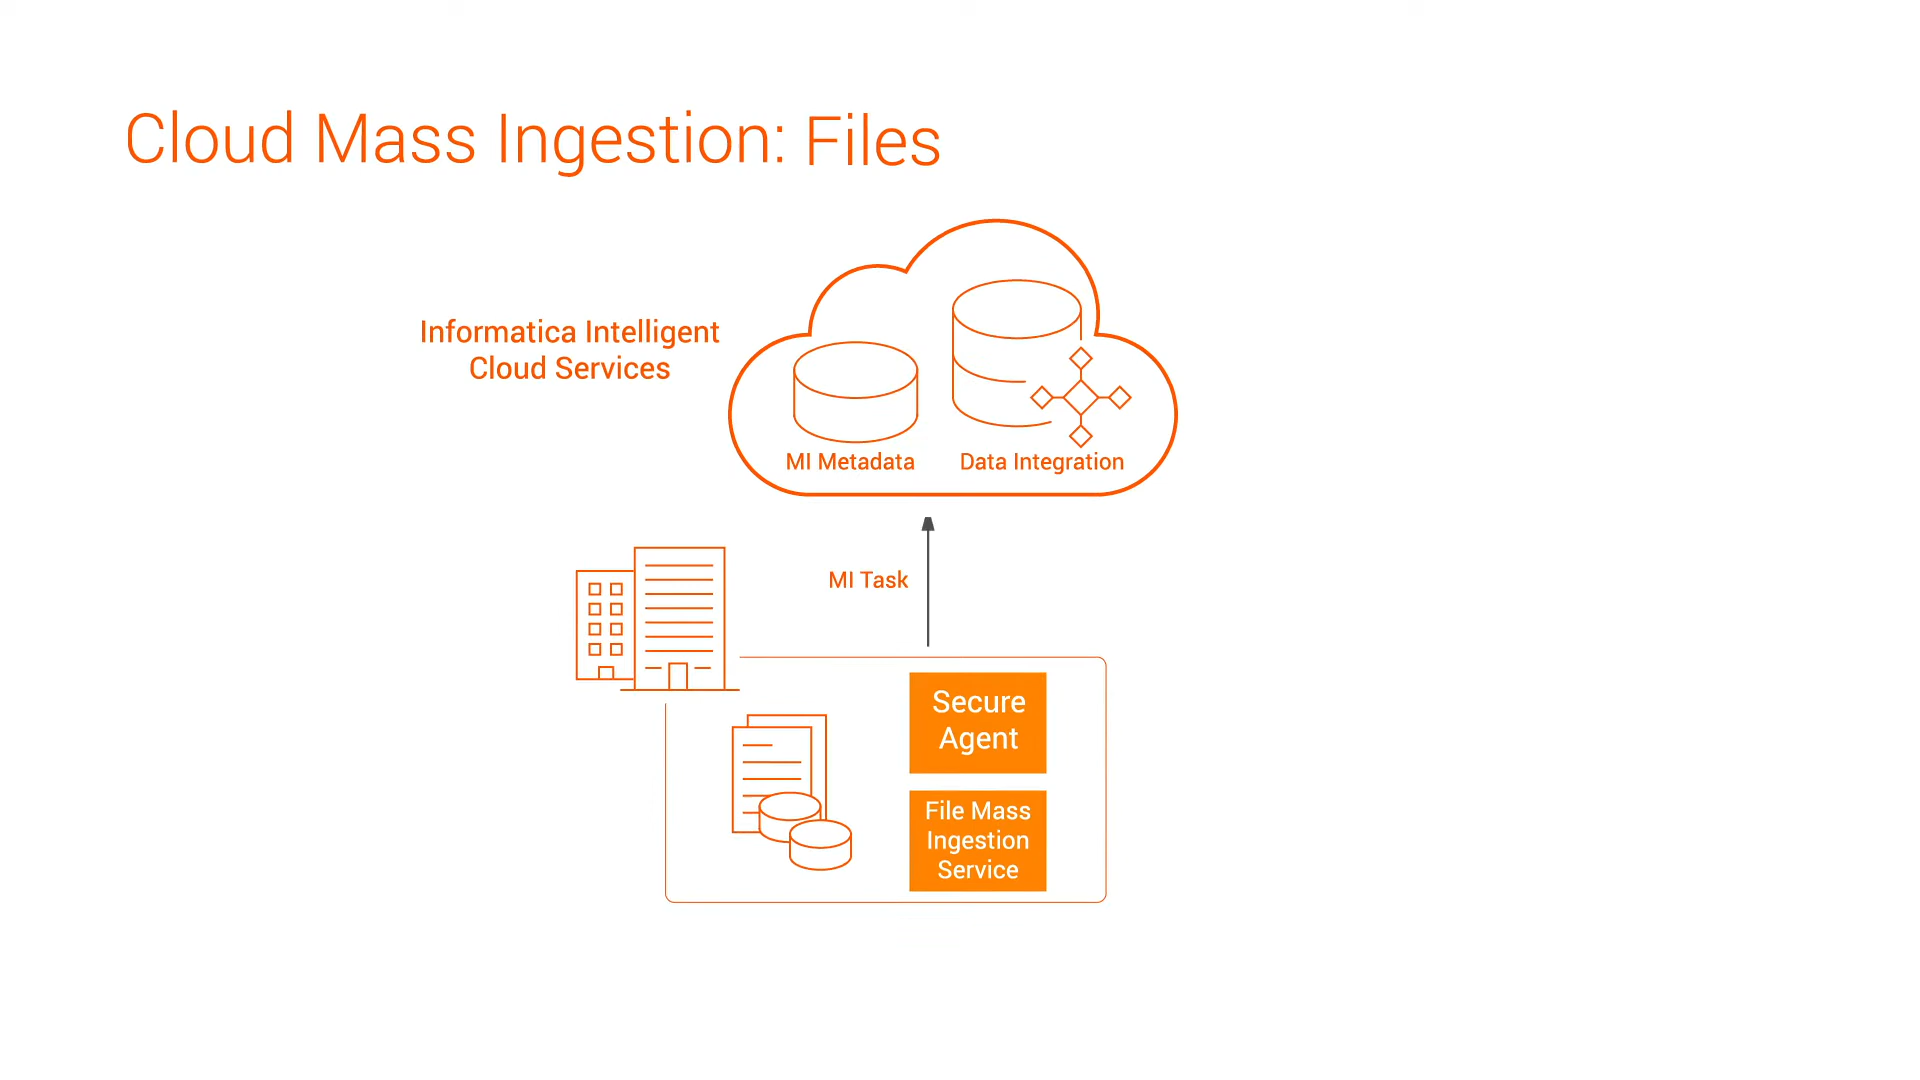 Cloud Mass Ingestion: Files
Informatica Intelligent
Cloud Services
MI Metadata
Data Integration
MI Task
Secure
Agent
File Mass
Ingestion
Service